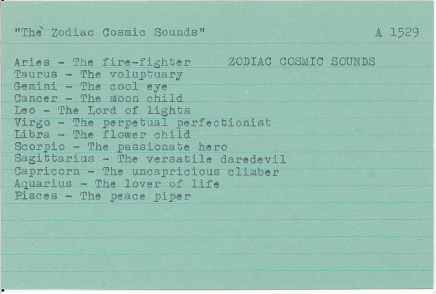 "The Zodiac Cosmic Sounds" A 1529
Aries - The fire-fighter ZODIAC COSMIC SOUNDS
Taurus - The voluptuary
Gemini - The cool eye
Cancer - The moon child
Leo - The Lord of lights
Virgo - The perpetual perfectionist
Libra - The flower child
Scorpio - The passionate hero
Sagittarius - The versatile daredevil
Capricorn - The uncapricious climber
Aquarius - The lover of life
Pisces - The peace piper